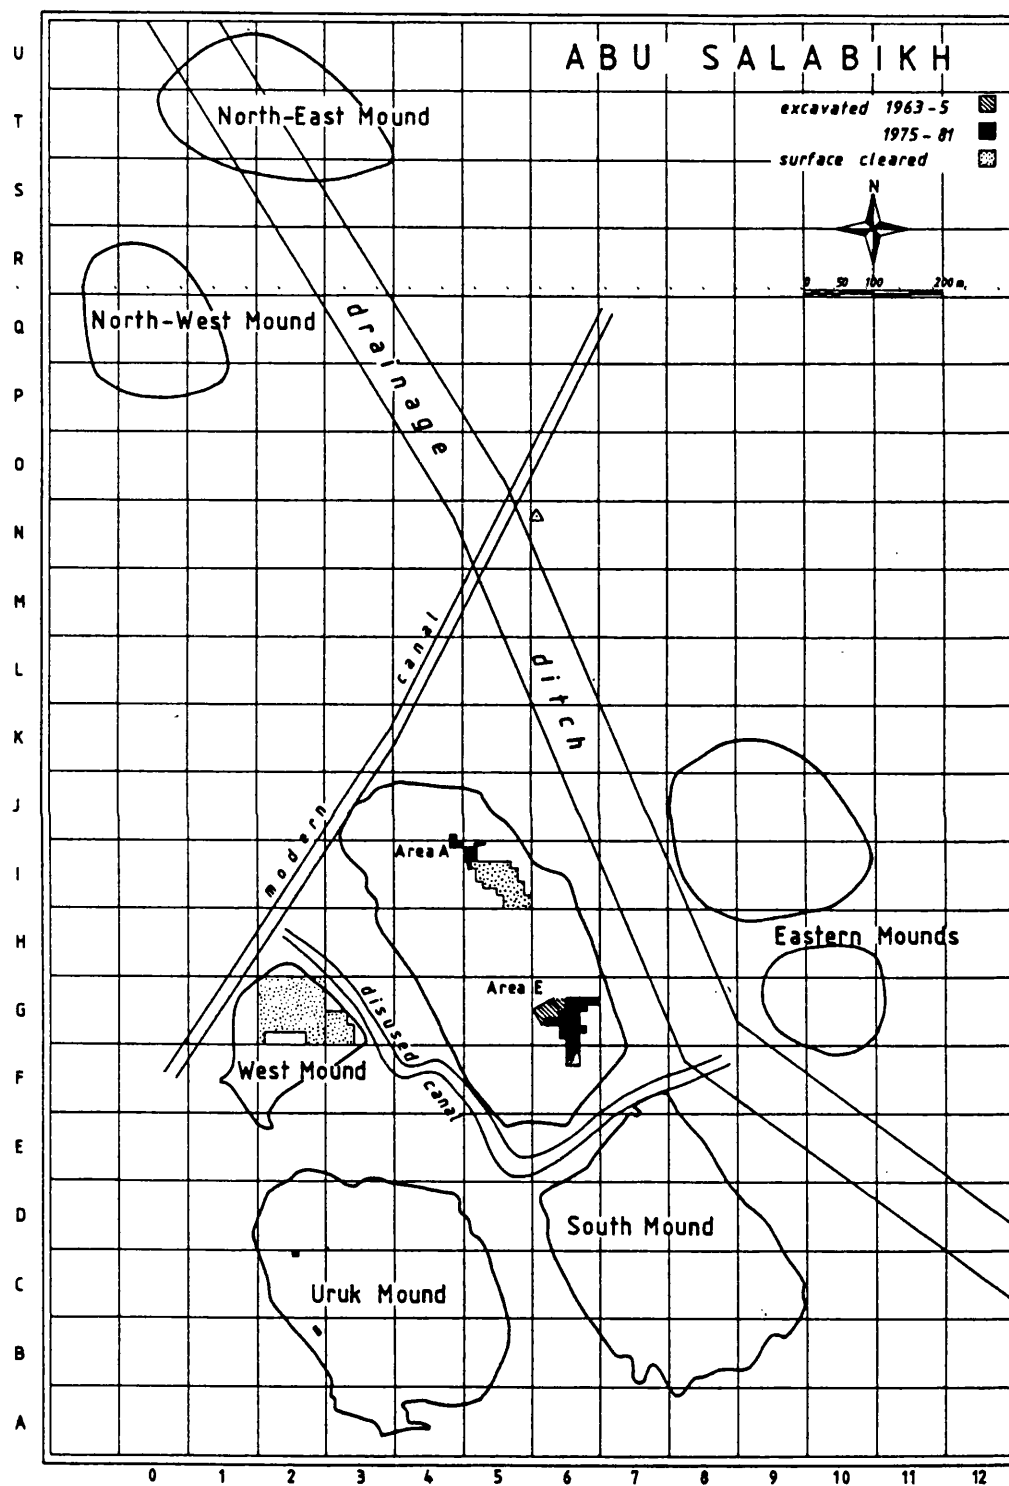 ABU SALABIKH
excavated 1963-5
1975-81
surface cleared
N
0 50 100 200 m.
U
T
S
R
Q
P
O
N
M
L
K
J
I
H
G
F
E
D
C
B
A
North-East Mound
North-West Mound
drainage
ditch
modern canal
Area A
Eastern Mounds
Area E
disused canal
West Mound
South Mound
Uruk Mound
0 1 2 3 4 5 6 7 8 9 10 11 12